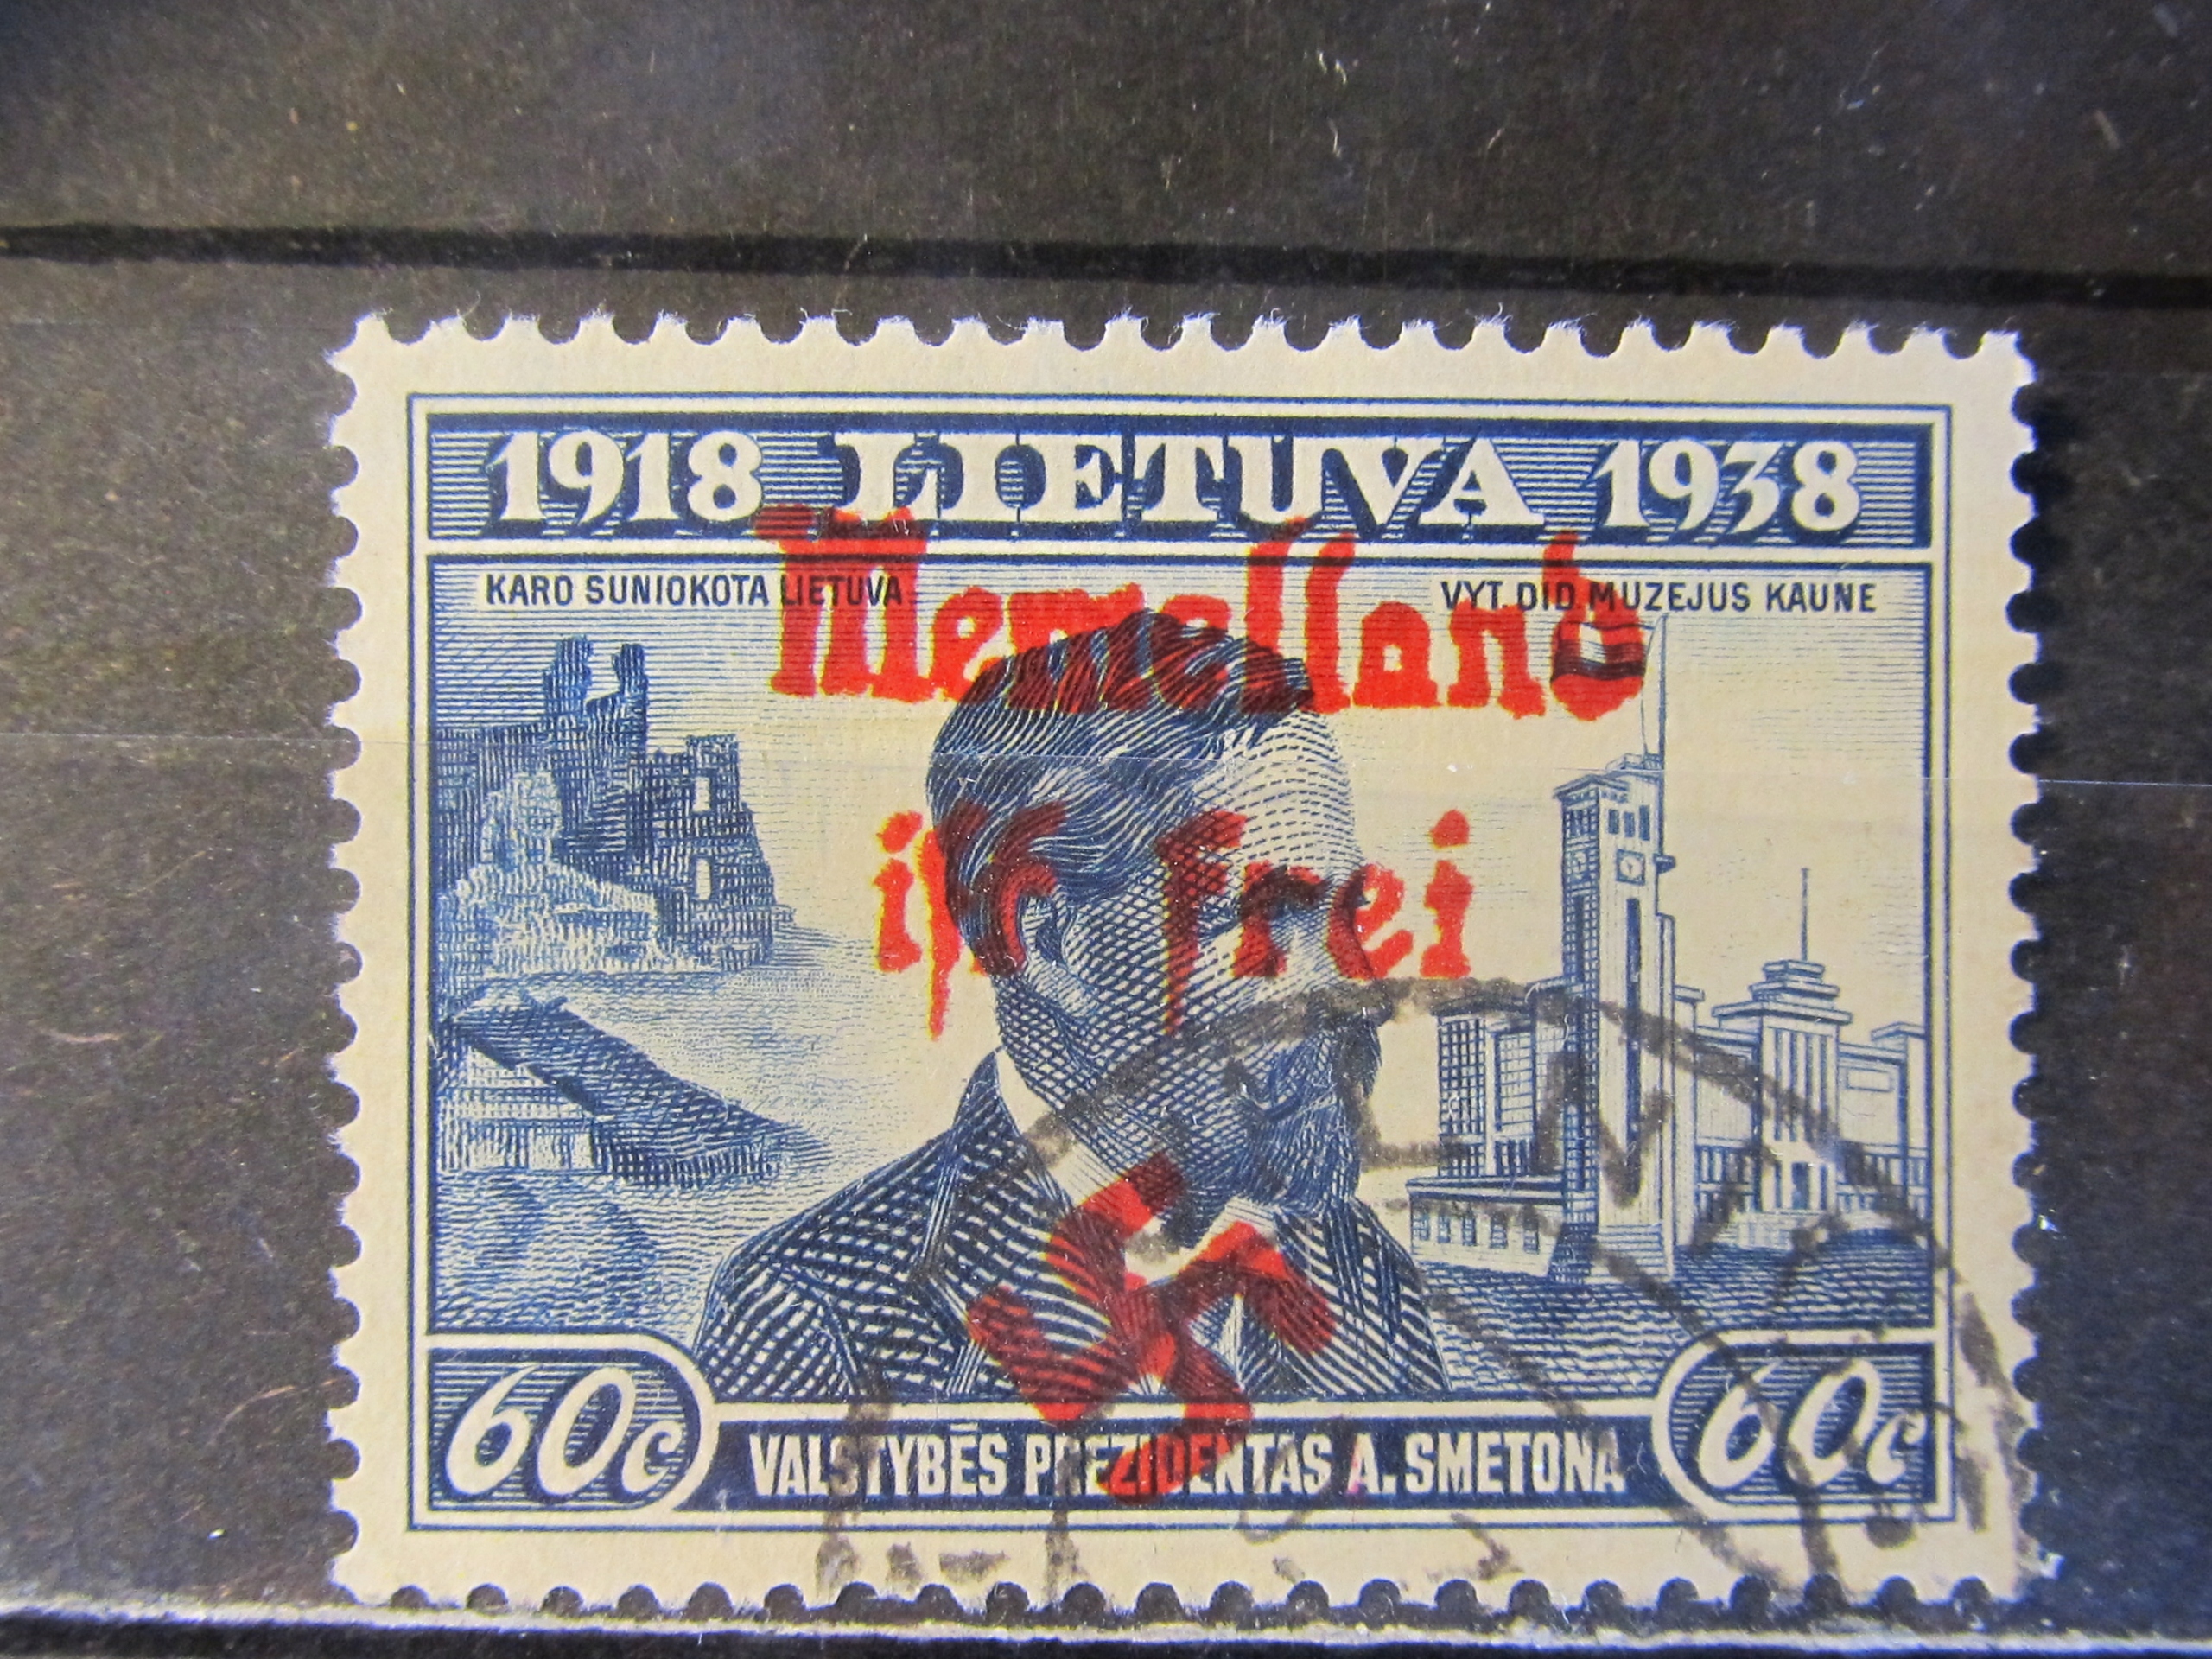 1918 LIETUVA 1938
KARO SUNIOKOTA LIETUVA
VYT. DID. MUZEJUS KAUNE
Memelland
iſt frei
60c
VALSTYBĖS PREZIDENTAS A. SMETONA
60c